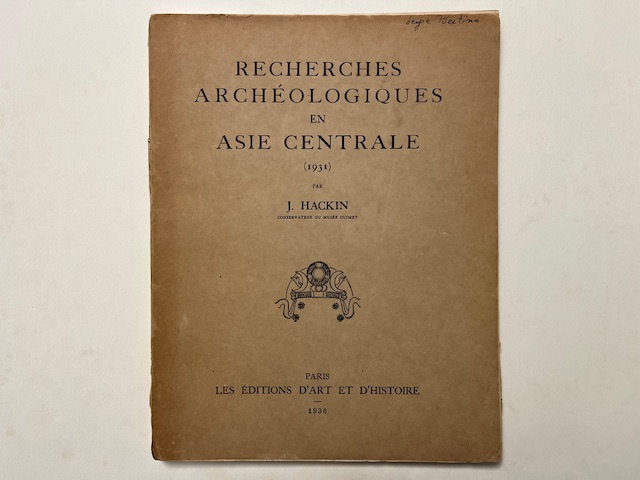 RECHERCHES
ARCHÉOLOGIQUES
EN
ASIE CENTRALE
(1931)
PAR
J. HACKIN
CONSERVATEUR DU MUSÉE GUIMET
PARIS
LES ÉDITIONS D'ART ET D'HISTOIRE
1936